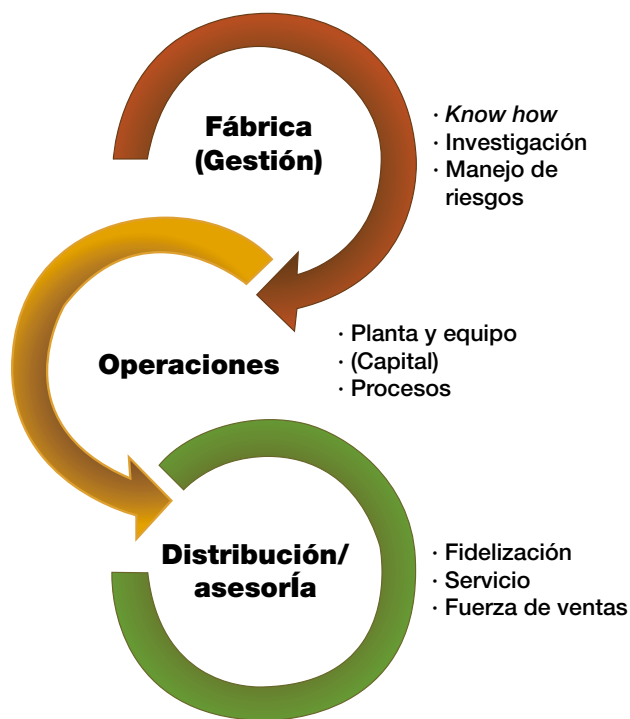 Fábrica
(Gestión)
· Know how
· Investigación
· Manejo de
riesgos
Operaciones
· Planta y equipo
· (Capital)
· Procesos
Distribución/
asesoría
· Fidelización
· Servicio
· Fuerza de ventas